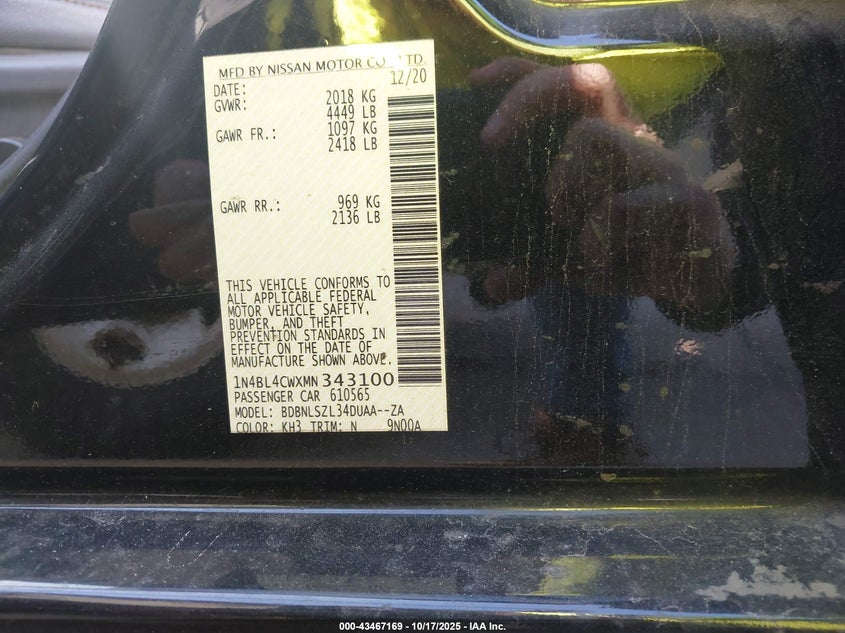 MFD BY NISSAN MOTOR CO., LTD.
DATE: 12/20
GVWR: 2018 KG
4449 LB
GAWR FR.: 1097 KG
2418 LB
GAWR RR.: 969 KG
2136 LB
THIS VEHICLE CONFORMS TO
ALL APPLICABLE FEDERAL
MOTOR VEHICLE SAFETY,
BUMPER, AND THEFT
PREVENTION STANDARDS IN
EFFECT ON THE DATE OF
MANUFACTURE SHOWN ABOVE.
1N4BL4CWXMN343100
PASSENGER CAR 610565
MODEL: BDBNLSZL34DUAA--ZA
COLOR: KH3 TRIM: N 9N00A
000-43467169 - 10/17/2025 - IAA Inc.